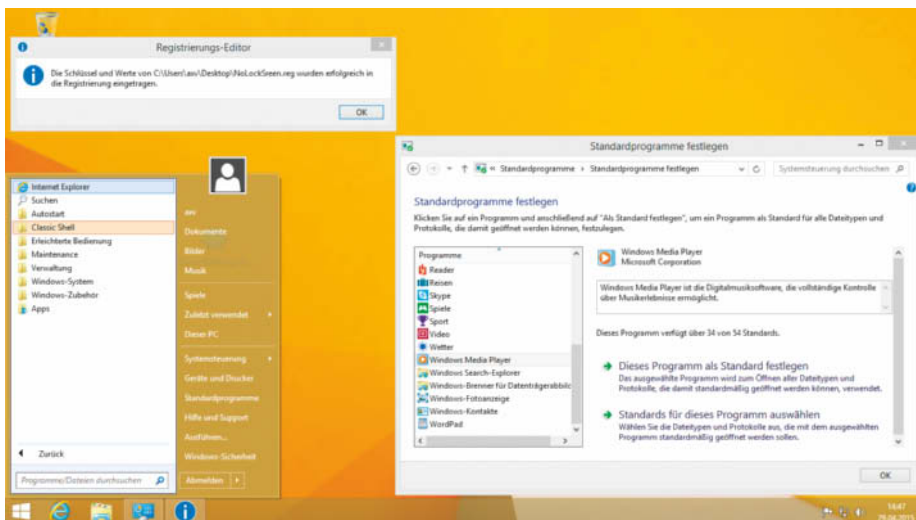 Registrierungs-Editor
Die Schlüssel und Werte von C:\Users\avv\Desktop\NoLockSreen.reg wurden erfolgreich in
die Registrierung eingetragen.
OK
Internet Explorer
Suchen
Autostart
Classic Shell
Erleichterte Bedienung
Maintenance
Verwaltung
Windows-System
Windows-Zubehör
Apps
Zurück
Programme/Dateien durchsuchen
Dokumente
Bilder
Musik
Spiele
Zuletzt verwendet
Dieser PC
Systemsteuerung
Geräte und Drucker
Standardprogramme
Hilfe und Support
Ausführen...
Windows-Sicherheit
Abmelden
Standardprogramme festlegen
« Standardprogramme › Standardprogramme festlegen
Systemsteuerung durchsuchen
Standardprogramme festlegen
Klicken Sie auf ein Programm und anschließend auf "Als Standard festlegen", um ein Programm als Standard für alle Dateitypen und
Protokolle, die damit geöffnet werden können, festzulegen.
Programme
Reader
Reisen
Skype
Spiele
Sport
Video
Wetter
Windows Media Player
Windows Search-Explorer
Windows-Brenner für Datenträgerabbilc
Windows-Fotoanzeige
Windows-Kontakte
WordPad
Windows Media Player
Microsoft Corporation
Windows Media Player ist die Digitalmusiksoftware, die vollständige Kontrolle
über Musikerlebnisse ermöglicht.
Dieses Programm verfügt über 34 von 54 Standards.
Dieses Programm als Standard festlegen
Das ausgewählte Programm wird zum Öffnen aller Dateitypen und
Protokolle, die damit standardmäßig geöffnet werden können, verwendet.
Standards für dieses Programm auswählen
Wählen Sie die Dateitypen und Protokolle aus, die mit dem ausgewählten
Programm standardmäßig geöffnet werden sollen.
OK
14:47
29.04.2015